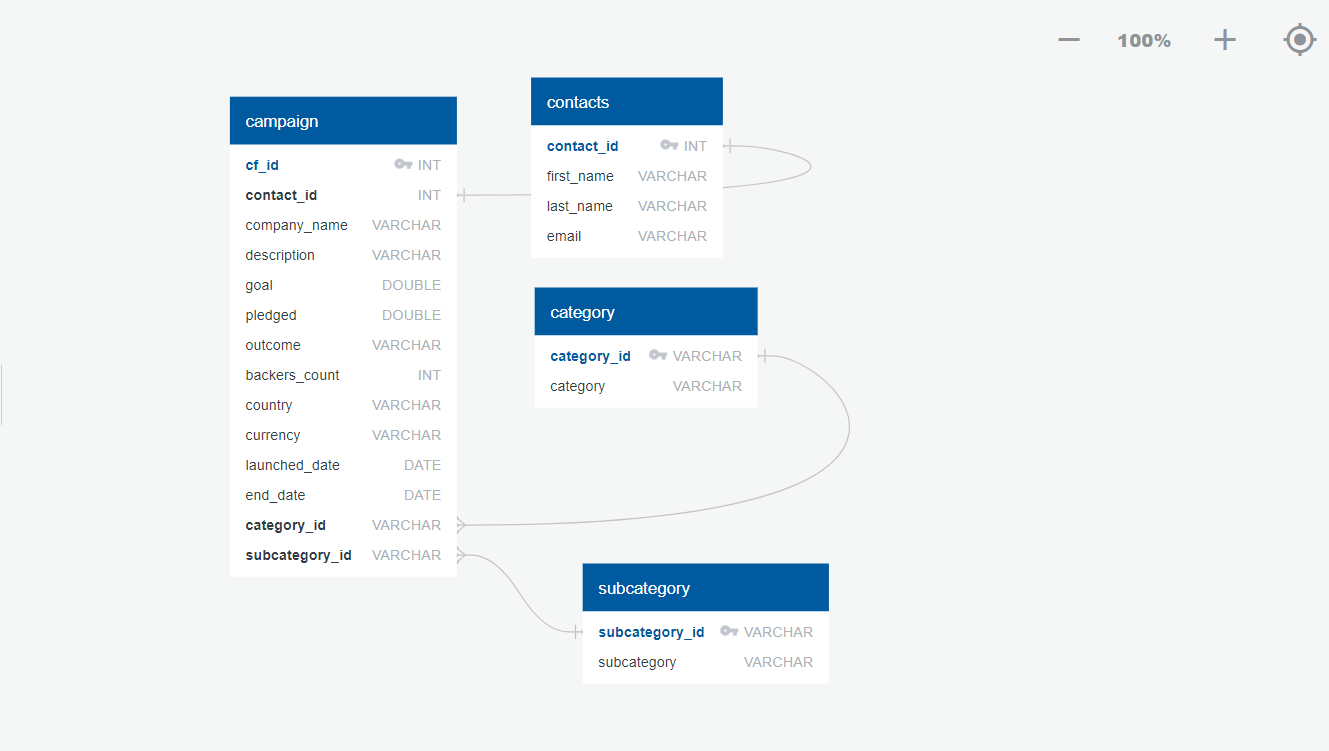 100%
campaign
cf_id INT
contact_id INT
company_name VARCHAR
description VARCHAR
goal DOUBLE
pledged DOUBLE
outcome VARCHAR
backers_count INT
country VARCHAR
currency VARCHAR
launched_date DATE
end_date DATE
category_id VARCHAR
subcategory_id VARCHAR
contacts
contact_id INT
first_name VARCHAR
last_name VARCHAR
email VARCHAR
category
category_id VARCHAR
category VARCHAR
subcategory
subcategory_id VARCHAR
subcategory VARCHAR